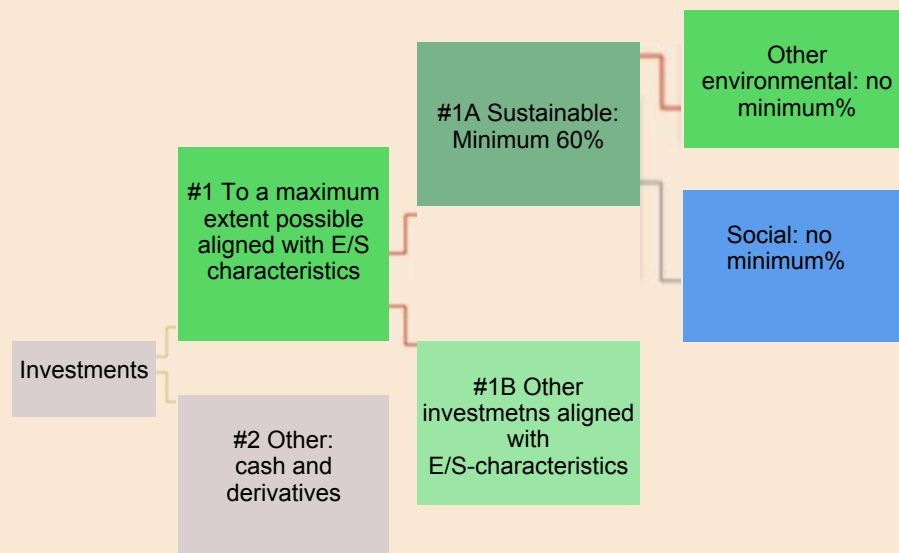 Investments
#1 To a maximum
extent possible
aligned with E/S
characteristics
#2 Other:
cash and
derivatives
#1A Sustainable:
Minimum 60%
#1B Other
investmetns aligned
with
E/S-characteristics
Other
environmental: no
minimum%
Social: no
minimum%